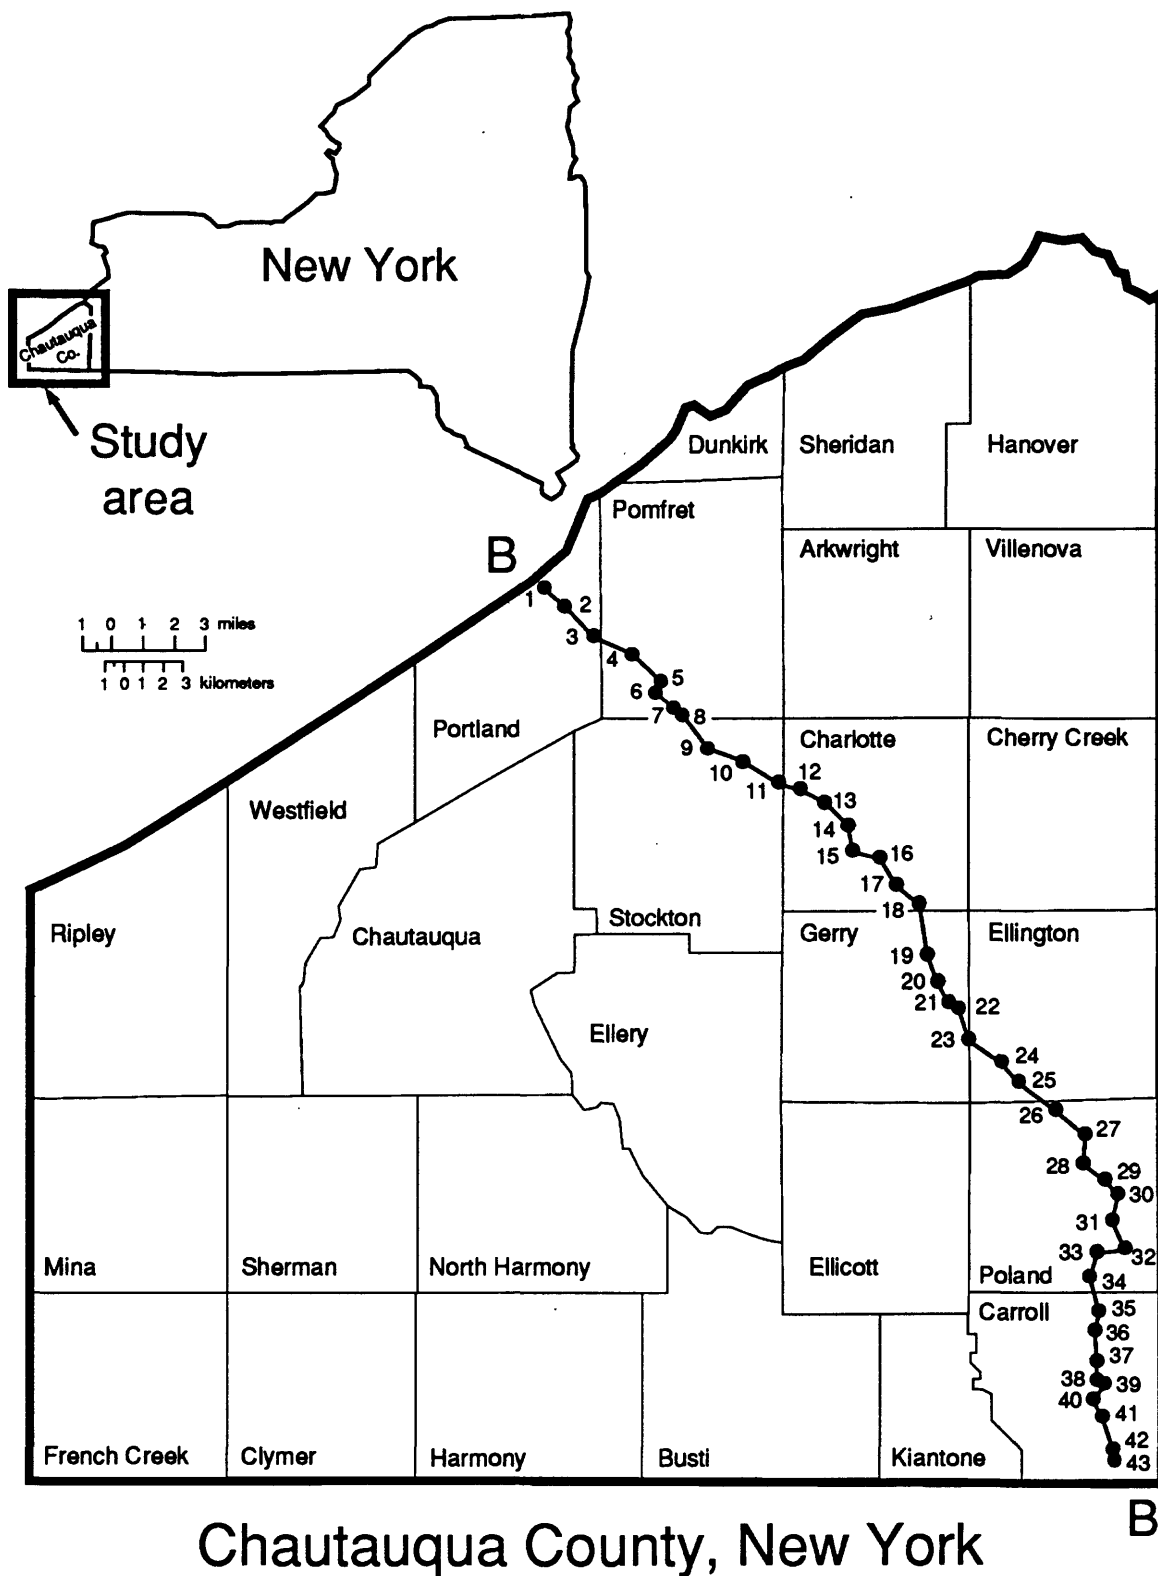 New York
Chautauqua
Co.
Study
area
Dunkirk
Sheridan
Hanover
Pomfret
B
Arkwright
Villenova
1
2
1 0 1 2 3 miles
3
4
5
1 0 1 2 3 kilometers
6
7
8
Portland
9
Charlotte
Cherry Creek
10
11
12
Westfield
13
14
15
16
17
18
Stockton
Ripley
Chautauqua
Gerry
Ellington
19
20
21
22
Ellery
23
24
25
26
27
28
29
30
31
32
33
Mina
Sherman
North Harmony
Ellicott
Poland
34
Carroll
35
36
37
38
39
40
41
42
43
French Creek
Clymer
Harmony
Busti
Kiantone
B
Chautauqua County, New York